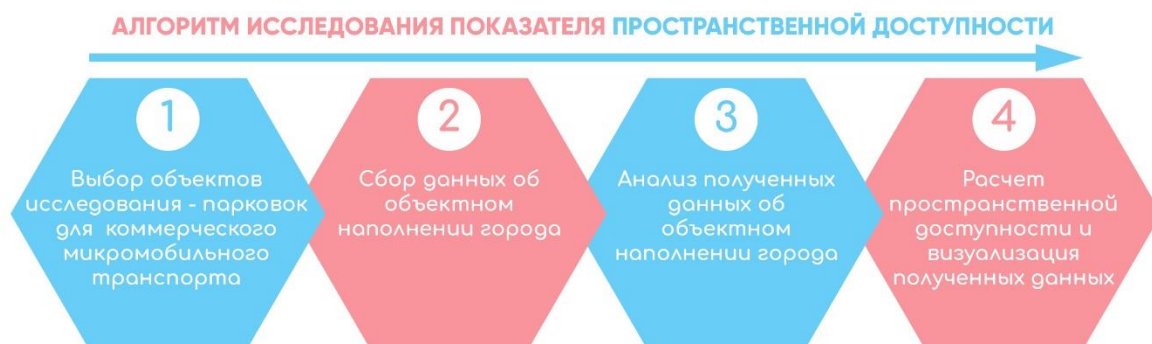 АЛГОРИТМ ИССЛЕДОВАНИЯ ПОКАЗАТЕЛЯ ПРОСТРАНСТВЕННОЙ ДОСТУПНОСТИ
1
Выбор объектов
исследования - парковок
для коммерческого
микромобильного
транспорта
2
Сбор данных об
объектном
наполнении города
3
Анализ полученных
данных об
объектном
наполнении города
4
Расчет
пространственной
доступности и
визуализация
полученных данных